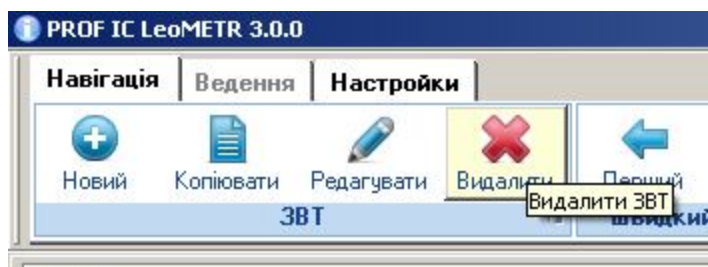 PROF IC LeoMETR 3.0.0
Навігація Ведення Настройки
Новий Копіювати Редагувати Видалити Перший
Видалити ЗВТ
ЗВТ